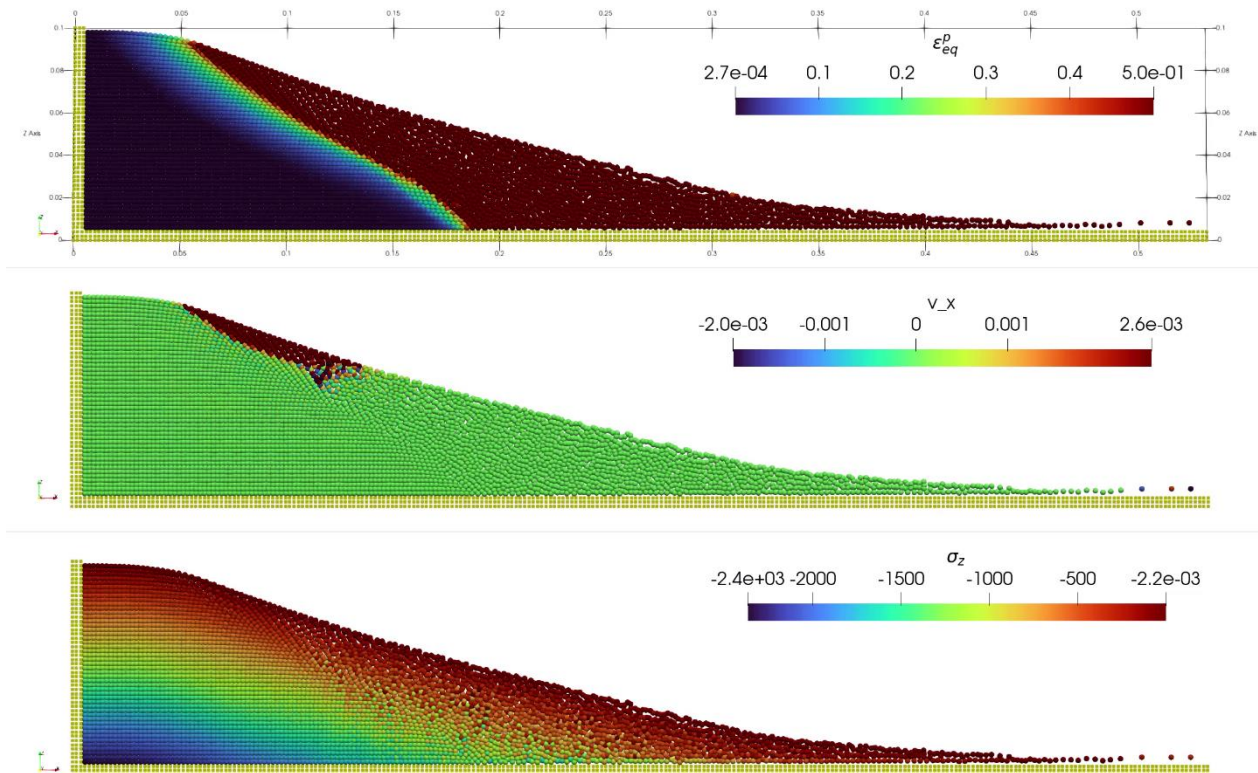 0 0.05 0.1 0.15 0.2 0.25 0.3 0.35 0.4 0.45 0.5
0.1 0.1
ε_eq^p
2.7e-04 0.1 0.2 0.3 0.4 5.0e-01
0.08 0.08
0.06 0.06
Z Axis Z Axis
0.04 0.04
0.02 0.02
0 0
0 0.05 0.1 0.15 0.2 0.25 0.3 0.35 0.4 0.45 0.5
V_X
-2.0e-03 -0.001 0 0.001 2.6e-03
σ_z
-2.4e+03 -2000 -1500 -1000 -500 -2.2e-03